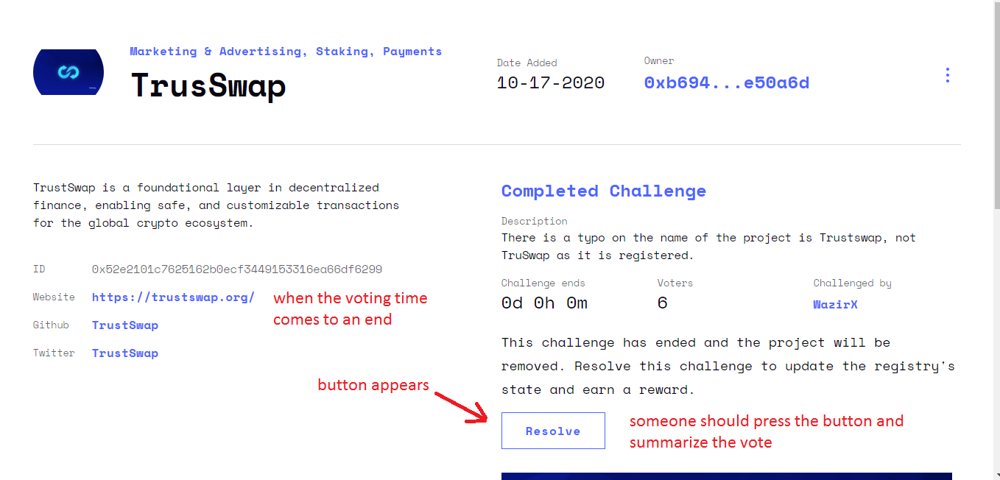 Marketing & Advertising, Staking, Payments
TrusSwap
Date Added
10-17-2020
Owner
0xb694...e50a6d
TrustSwap is a foundational layer in decentralized
finance, enabling safe, and customizable transactions
for the global crypto ecosystem.
ID 0x52e2101c7625162b0ecf3449153316ea66df6299
Website https://trustswap.org/
Github TrustSwap
Twitter TrustSwap
when the voting time
comes to an end
button appears
Completed Challenge
Description
There is a typo on the name of the project is Trustswap, not
TruSwap as it is registered.
Challenge ends Voters Challenged by
0d 0h 0m 6 WazirX
This challenge has ended and the project will be
removed. Resolve this challenge to update the registry's
state and earn a reward.
Resolve
someone should press the button and
summarize the vote